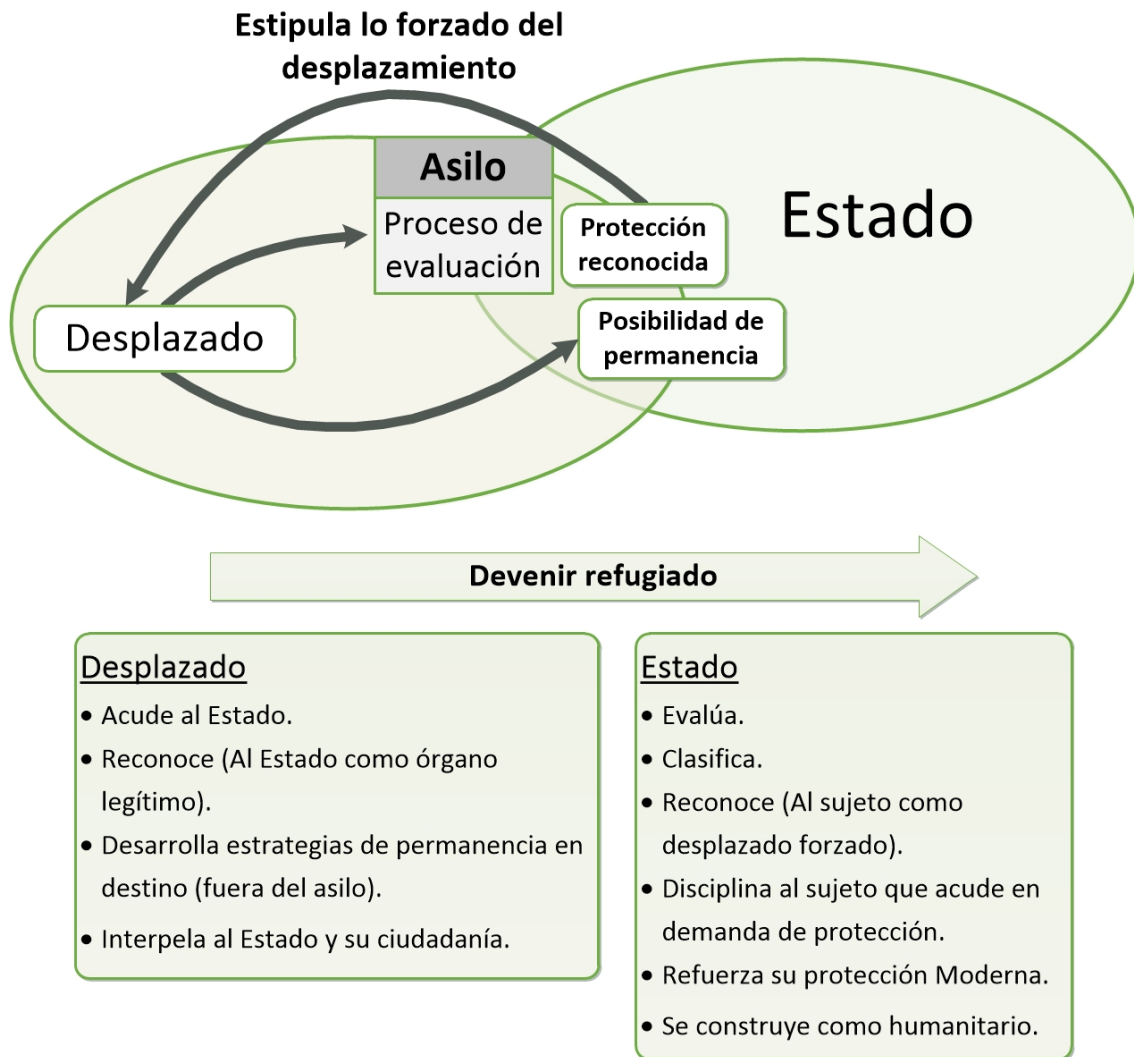 Estipula lo forzado del
desplazamiento
Asilo
Proceso de
evaluación
Protección
reconocida
Estado
Desplazado
Posibilidad de
permanencia
Devenir refugiado
Desplazado
• Acude al Estado.
• Reconoce (Al Estado como órgano
legítimo).
• Desarrolla estrategias de permanencia en
destino (fuera del asilo).
• Interpela al Estado y su ciudadanía.
Estado
• Evalúa.
• Clasifica.
• Reconoce (Al sujeto como
desplazado forzado).
• Disciplina al sujeto que acude en
demanda de protección.
• Refuerza su protección Moderna.
• Se construye como humanitario.